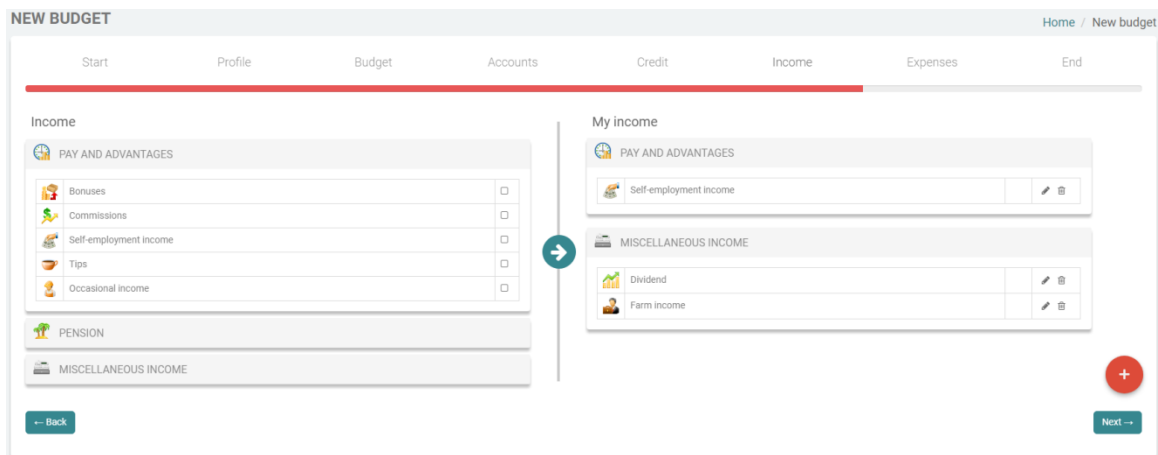 NEW BUDGET
Home / New budget
Start Profile Budget Accounts Credit Income Expenses End
Income
PAY AND ADVANTAGES
Bonuses
Commissions
Self-employment income
Tips
Occasional income
PENSION
MISCELLANEOUS INCOME
My income
PAY AND ADVANTAGES
Self-employment income
MISCELLANEOUS INCOME
Dividend
Farm income
+
← Back
Next →